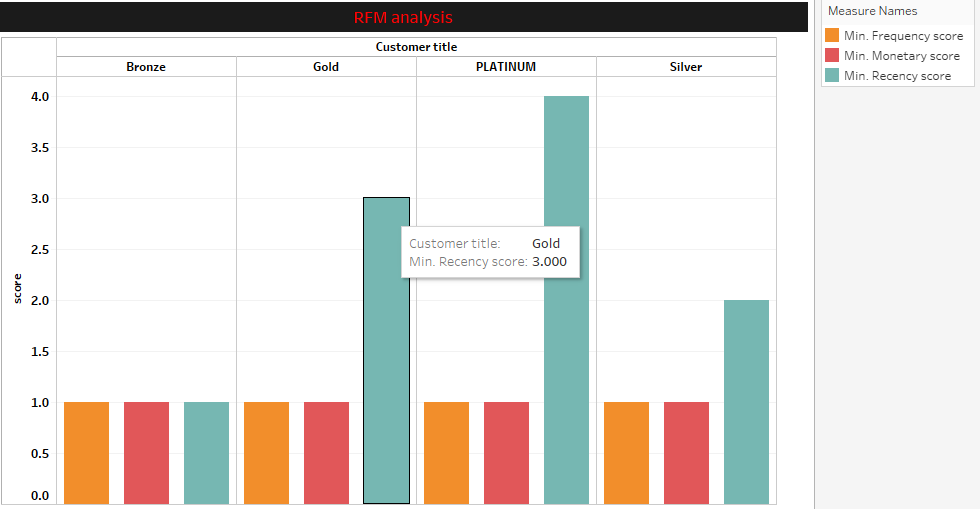 RFM analysis
Measure Names
Min. Frequency score
Min. Monetary score
Min. Recency score
Customer title
Bronze Gold PLATINUM Silver
4.0
3.5
3.0
2.5
2.0
1.5
1.0
0.5
0.0
score
Customer title: Gold
Min. Recency score: 3.000